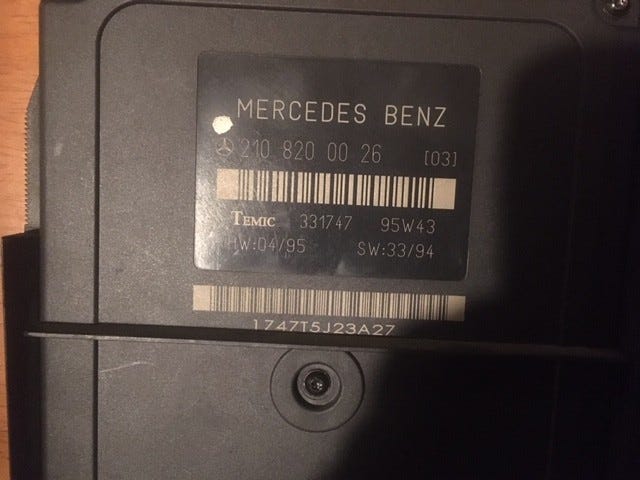 MERCEDES BENZ
210 820 00 26 [03]
TEMIC 331747 95W43
HW:04/95 SW:33/94
1747T5J23A27